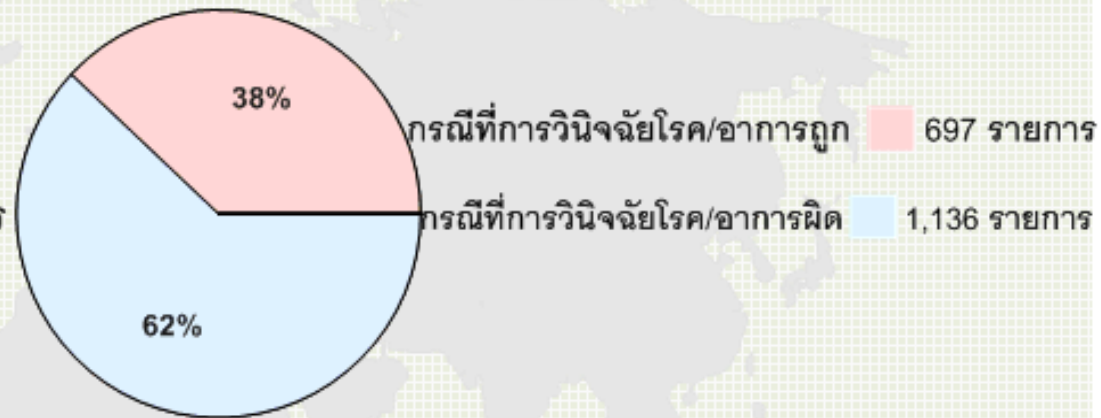 38%
กรณีที่การวินิจฉัยโรค/อาการถูก 697 รายการ
กรณีที่การวินิจฉัยโรค/อาการผิด 1,136 รายการ
62%